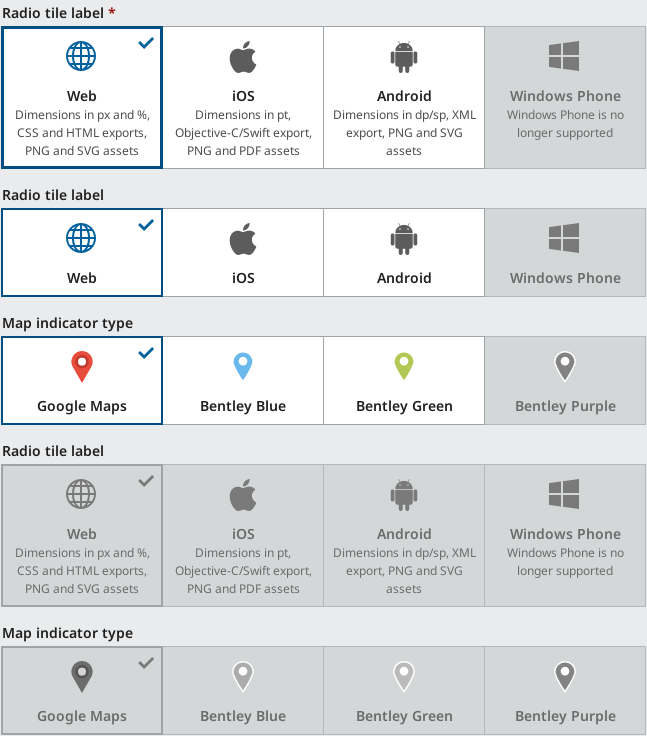 Radio tile label *
Web
Dimensions in px and %,
CSS and HTML exports,
PNG and SVG assets
iOS
Dimensions in pt,
Objective-C/Swift export,
PNG and PDF assets
Android
Dimensions in dp/sp, XML
export, PNG and SVG
assets
Windows Phone
Windows Phone is no
longer supported
Radio tile label
Web
iOS
Android
Windows Phone
Map indicator type
Google Maps
Bentley Blue
Bentley Green
Bentley Purple
Radio tile label
Web
Dimensions in px and %,
CSS and HTML exports,
PNG and SVG assets
iOS
Dimensions in pt,
Objective-C/Swift export,
PNG and PDF assets
Android
Dimensions in dp/sp, XML
export, PNG and SVG
assets
Windows Phone
Windows Phone is no
longer supported
Map indicator type
Google Maps
Bentley Blue
Bentley Green
Bentley Purple